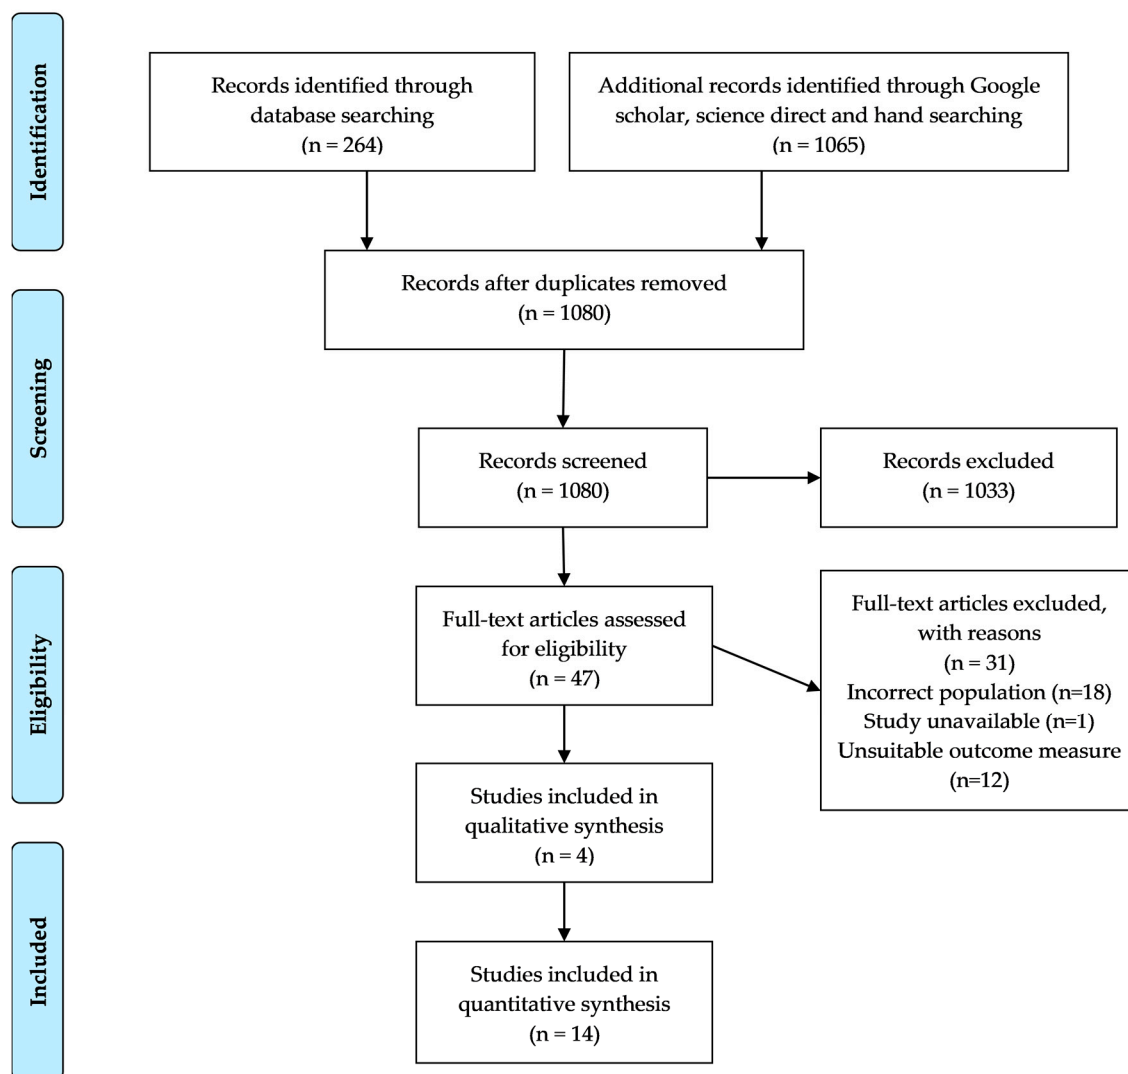 Identification
Records identified through
database searching
(n = 264)
Additional records identified through Google
scholar, science direct and hand searching
(n = 1065)
Records after duplicates removed
(n = 1080)
Screening
Records screened
(n = 1080)
Records excluded
(n = 1033)
Eligibility
Full-text articles assessed
for eligibility
(n = 47)
Full-text articles excluded,
with reasons
(n = 31)
Incorrect population (n=18)
Study unavailable (n=1)
Unsuitable outcome measure
(n=12)
Studies included in
qualitative synthesis
(n = 4)
Included
Studies included in
quantitative synthesis
(n = 14)